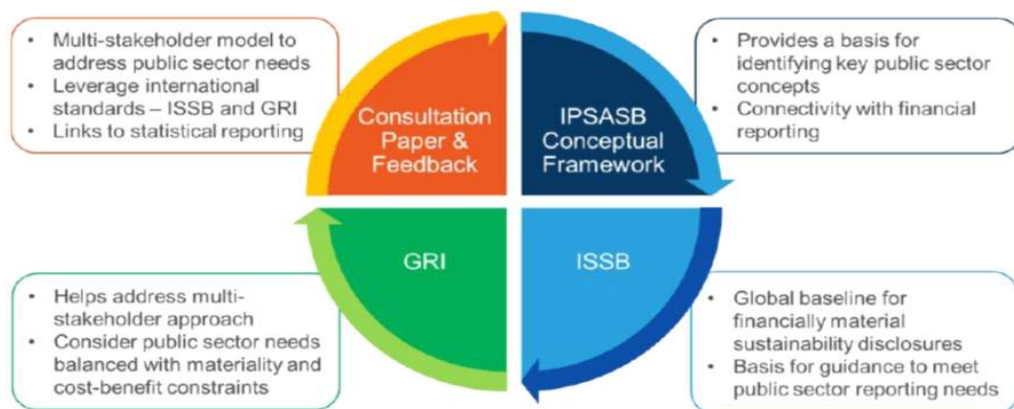 • Multi-stakeholder model to
address public sector needs
• Leverage international
standards – ISSB and GRI
• Links to statistical reporting
Consultation
Paper &
Feedback
IPSASB
Conceptual
Framework
• Provides a basis for
identifying key public sector
concepts
• Connectivity with financial
reporting
• Helps address multi-
stakeholder approach
• Consider public sector needs
balanced with materiality and
cost-benefit constraints
GRI
ISSB
• Global baseline for
financially material
sustainability disclosures
• Basis for guidance to meet
public sector reporting needs